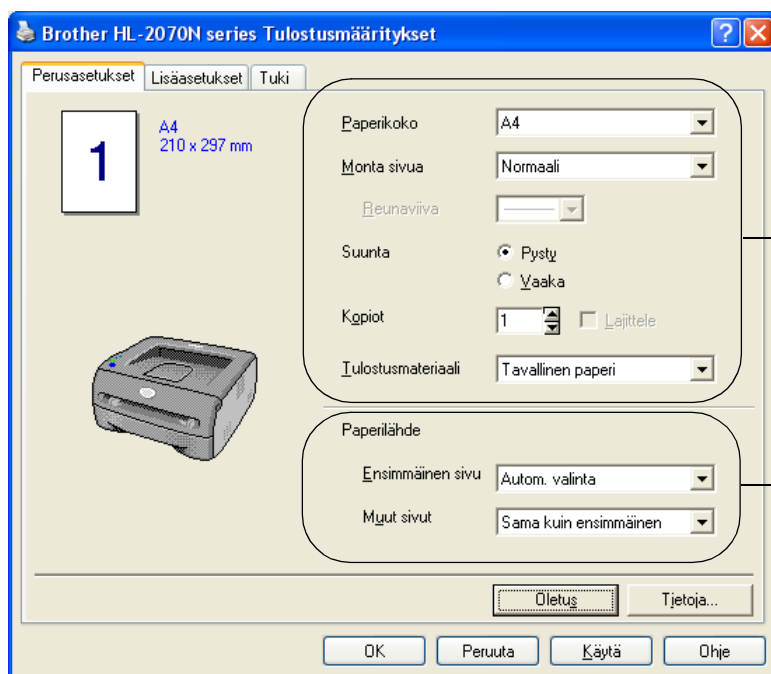 Brother HL-2070N series Tulostusmääritykset
Perusasetukset Lisäasetukset Tuki
1
A4
210 x 297 mm
Paperikoko A4
Monta sivua Normaali
Reunaviiva
Suunta Pysty
Vaaka
Kopiot 1 Lajittele
Tulostusmateriaali Tavallinen paperi
Paperilähde
Ensimmäinen sivu Autom. valinta
Muut sivut Sama kuin ensimmäinen
Oletus Tietoja...
OK Peruuta Käytä Ohje